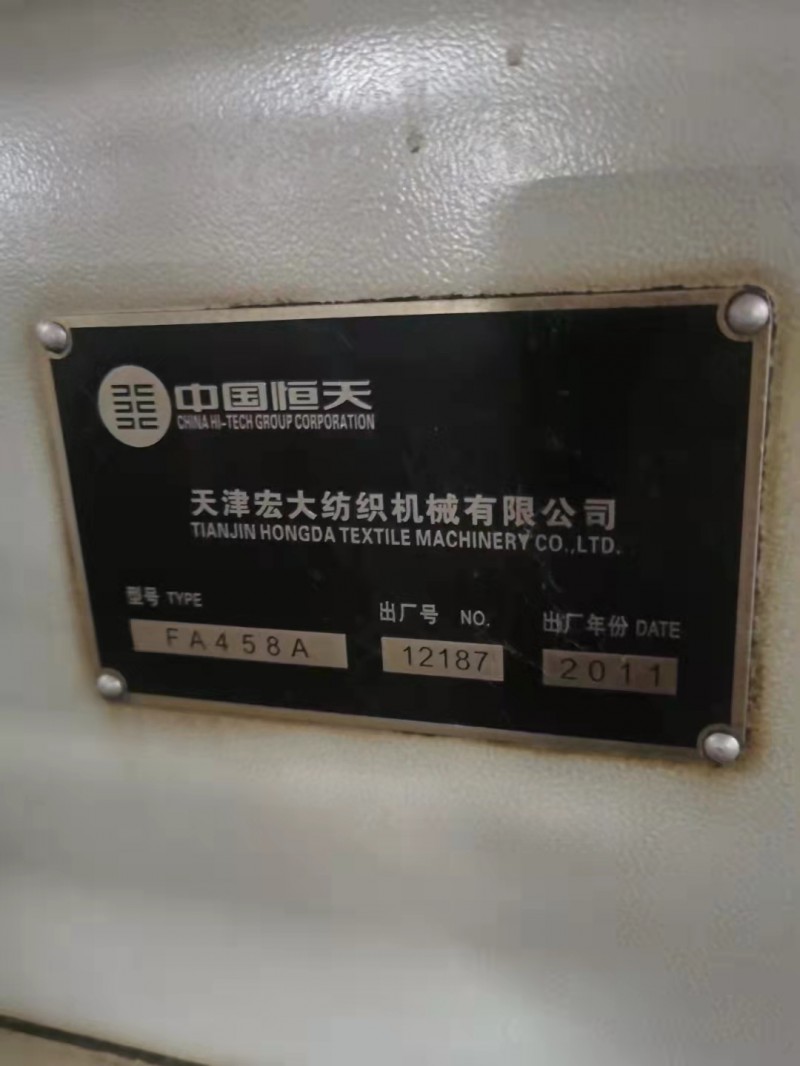 中国恒天
CHINA HI-TECH GROUP CORPORATION
天津宏大纺织机械有限公司
TIANJIN HONGDA TEXTILE MACHINERY CO.,LTD.
型号 TYPE 出厂号 NO. 出厂年份 DATE
FA458A 12187 2011